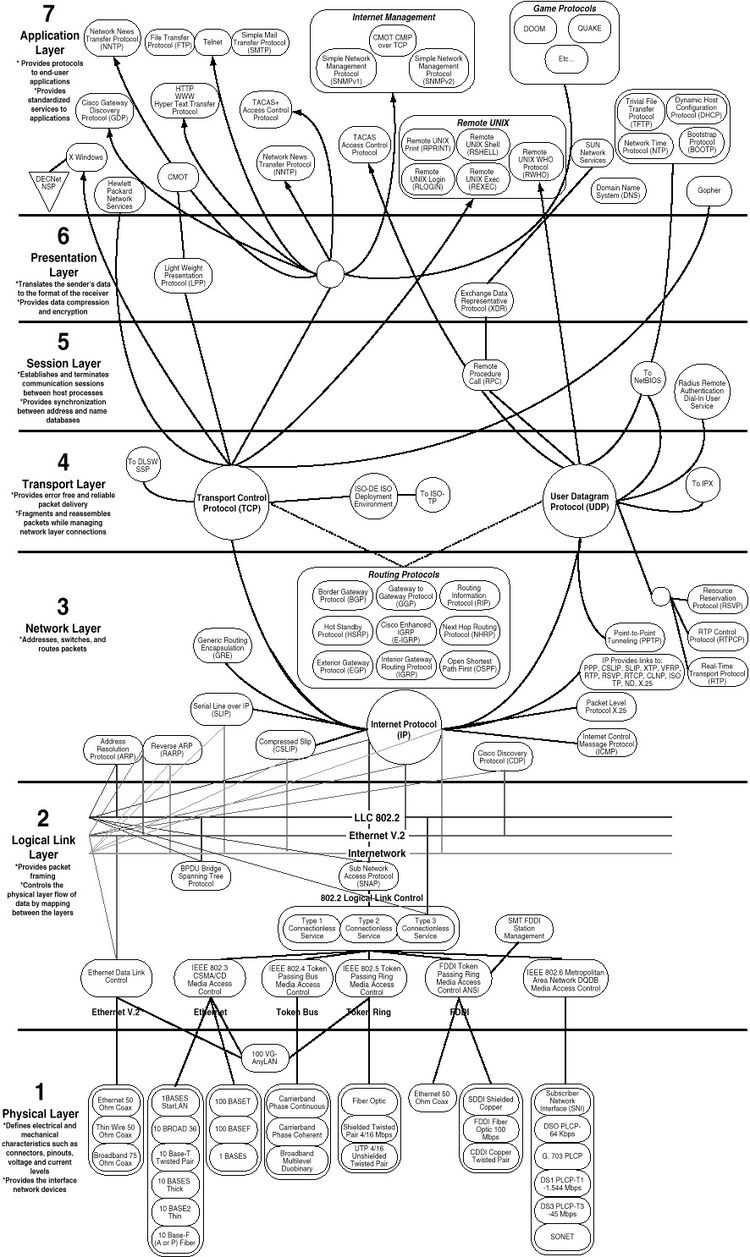 7
Application
Layer
* Provides protocols
to end-user
applications
*Provides
standardized
services to
applications
Network News
Transfer Protocol
(NNTP)
File Transfer
Protocol (FTP)
Telnet
Simple Mail
Transfer Protocol
(SMTP)
Internet Management
CMOT CMIP
over TCP
Simple Network
Management
Protocol
(SNMPv1)
Simple Network
Management
Protocol
(SNMPv2)
Game Protocols
DOOM
QUAKE
Etc...
Cisco Gateway
Discovery
Protocol (GDP)
HTTP
WWW
Hyper Text Transfer
Protocol
TACAS+
Access Control
Protocol
TACAS
Access Control
Protocol
Remote UNIX
Remote UNIX
Print (RPRINT)
Remote
UNIX Shell
(RSHELL)
Remote
UNIX WHO
Protocol
(RWHO)
Remote
UNIX Login
(RLOGIN)
Remote
UNIX Exec
(REXEC)
SUN
Network
Services
Trivial File
Transfer
Protocol
(TFTP)
Dynamic Host
Configuration
Protocol (DHCP)
Network Time
Protocol (NTP)
Bootstrap
Protocol
(BOOTP)
X Windows
DECNet
NSP
Hewlett
Packard
Network
Services
CMOT
Network News
Transfer Protocol
(NNTP)
Domain Name
System (DNS)
Gopher
6
Presentation
Layer
*Translates the sender's data
to the format of the receiver
*Provides data compression
and encryption
Light Weight
Presentation
Protocol (LPP)
Exchange Data
Representative
Protocol (XDR)
5
Session Layer
*Establishes and terminates
communication sessions
between host processes
*Provides synchronization
between address and name
databases
Remote
Procedure
Call (RPC)
To
NetBIOS
Radius Remote
Authentication
Dial-In User
Service
4
Transport Layer
*Provides error free and reliable
packet delivery
*Fragments and reassembles
packets while managing
network layer connections
To DLSW
SSP
Transport Control
Protocol (TCP)
ISO-DE ISO
Deployment
Environment
To ISO-
TP
User Datagram
Protocol (UDP)
To IPX
3
Network Layer
*Addresses, switches, and
routes packets
Routing Protocols
Border Gateway
Protocol (BGP)
Gateway to
Gateway Protocol
(GGP)
Routing
Information
Protocol (RIP)
Hot Standby
Protocol (HSRP)
Cisco Enhanced
IGRP
(E-IGRP)
Next Hop Routing
Protocol (NHRP)
Exterior Gateway
Protocol (EGP)
Interior Gateway
Routing Protocol
(IGRP)
Open Shortest
Path First (OSPF)
Resource
Reservation
Protocol (RSVP)
Generic Routing
Encapsulation
(GRE)
Point-to-Point
Tunneling (PPTP)
RTP Control
Protocol (RTPCP)
IP Provides links to:
PPP, CSLIP, SLIP, XTP, VFRP,
RTP, RSVP, RTCP, CLNP, ISO
TP, ND, X.25
Real-Time
Transport Protocol
(RTP)
Serial Line over IP
(SLIP)
Internet Protocol
(IP)
Packet Level
Protocol X.25
Address
Resolution
Protocol (ARP)
Reverse ARP
(RARP)
Compressed Slip
(CSLIP)
Cisco Discovery
Protocol (CDP)
Internet Control
Message Protocol
(ICMP)
2
Logical Link
Layer
*Provides packet
framing
*Controls the
physical layer flow of
data by mapping
between the layers
LLC 802.2
Ethernet V.2
Internetwork
BPDU Bridge
Spanning Tree
Protocol
Sub Network
Access Protocol
(SNAP)
802.2 Logical Link Control
Type 1
Connectionless
Service
Type 2
Connectionless
Service
Type 3
Connectionless
Service
SMT FDDI
Station
Management
Ethernet Data Link
Control
IEEE 802.3
CSMA/CD
Media Access
Control
IEEE 802.4 Token
Passing Bus
Media Access
Control
IEEE 802.5 Token
Passing Ring
Media Access
Control
FDDI Token
Passing Ring
Media Access
Control ANSI
IEEE 802.6 Metropolitan
Area Network DQDB
Media Access Control
Ethernet V.2
Ethernet
Token Bus
Token Ring
FDDI
100 VG-
AnyLAN
1
Physical Layer
*Defines electrical and
mechanical
characteristics such as
connectors, pinouts,
voltage and current
levels
*Provides the interface
network devices
Ethernet 50
Ohm Coax
Thin Wire 50
Ohm Coax
Broadband 75
Ohm Coax
1BASE5
StarLAN
10 BROAD 36
10 Base-T
Twisted Pair
10 BASE5
Thick
10 BASE2
Thin
10 Base-F
(A or P) Fiber
100 BASET
100 BASEF
1 BASE5
Carrierband
Phase Continuous
Carrierband
Phase Coherent
Broadband
Multilevel
Duobinary
Fiber Optic
Shielded Twisted
Pair 4/16 Mbps
UTP 4/16
Unshielded
Twisted Pair
Ethernet 50
Ohm Coax
SDDI Shielded
Copper
FDDI Fiber
Optic 100
Mbps
CDDI Copper
Twisted Pair
Subscriber
Network
Interface (SNI)
DSO PLCP-
64 Kbps
G. 703 PLCP
DS1 PLCP-T1
-1.544 Mbps
DS3 PLCP-T3
-45 Mbps
SONET